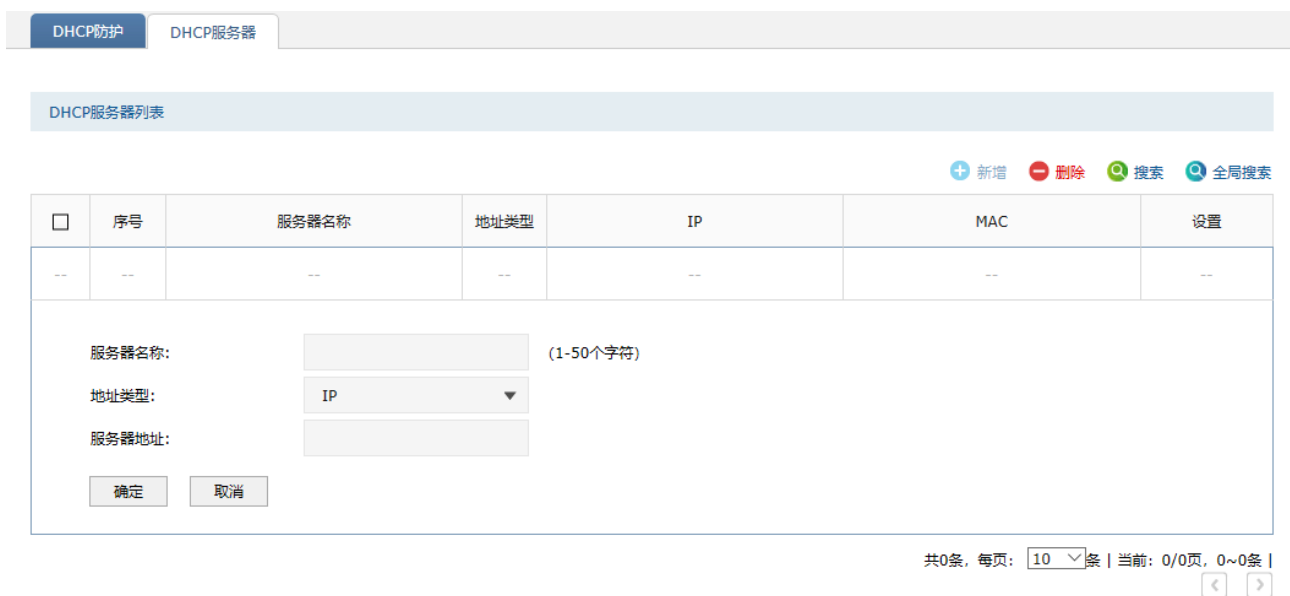 DHCP防护 DHCP服务器
DHCP服务器列表
新增 删除 搜索 全局搜索
序号 服务器名称 地址类型 IP MAC 设置
-- -- -- -- -- -- --
服务器名称: (1-50个字符)
地址类型: IP
服务器地址:
确定 取消
共0条, 每页: 10 条 | 当前: 0/0页, 0~0条 |
< >